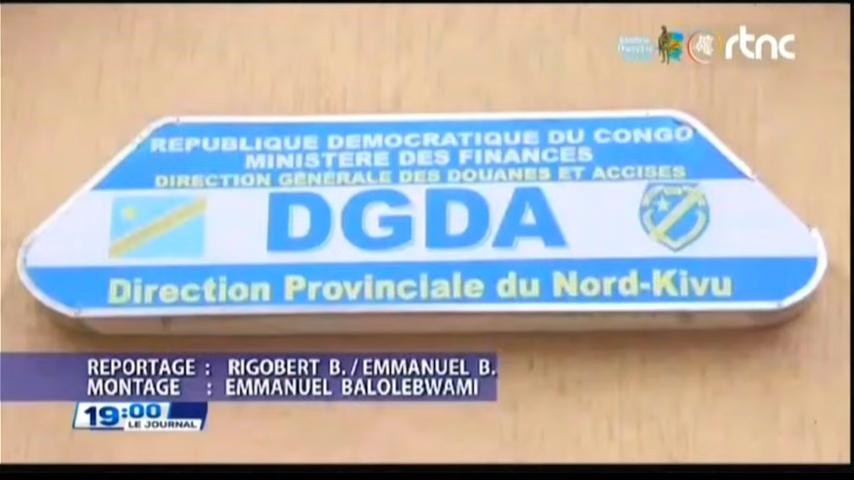 rtnc
REPUBLIQUE DEMOCRATIQUE DU CONGO
MINISTERE DES FINANCES
DIRECTION GÉNÉRALE DES DOUANES ET ACCISES
DGDA
Direction Provinciale du Nord-Kivu
REPORTAGE : RIGOBERT B. / EMMANUEL B.
MONTAGE : EMMANUEL BALOLEBWAMI
19:00
LE JOURNAL